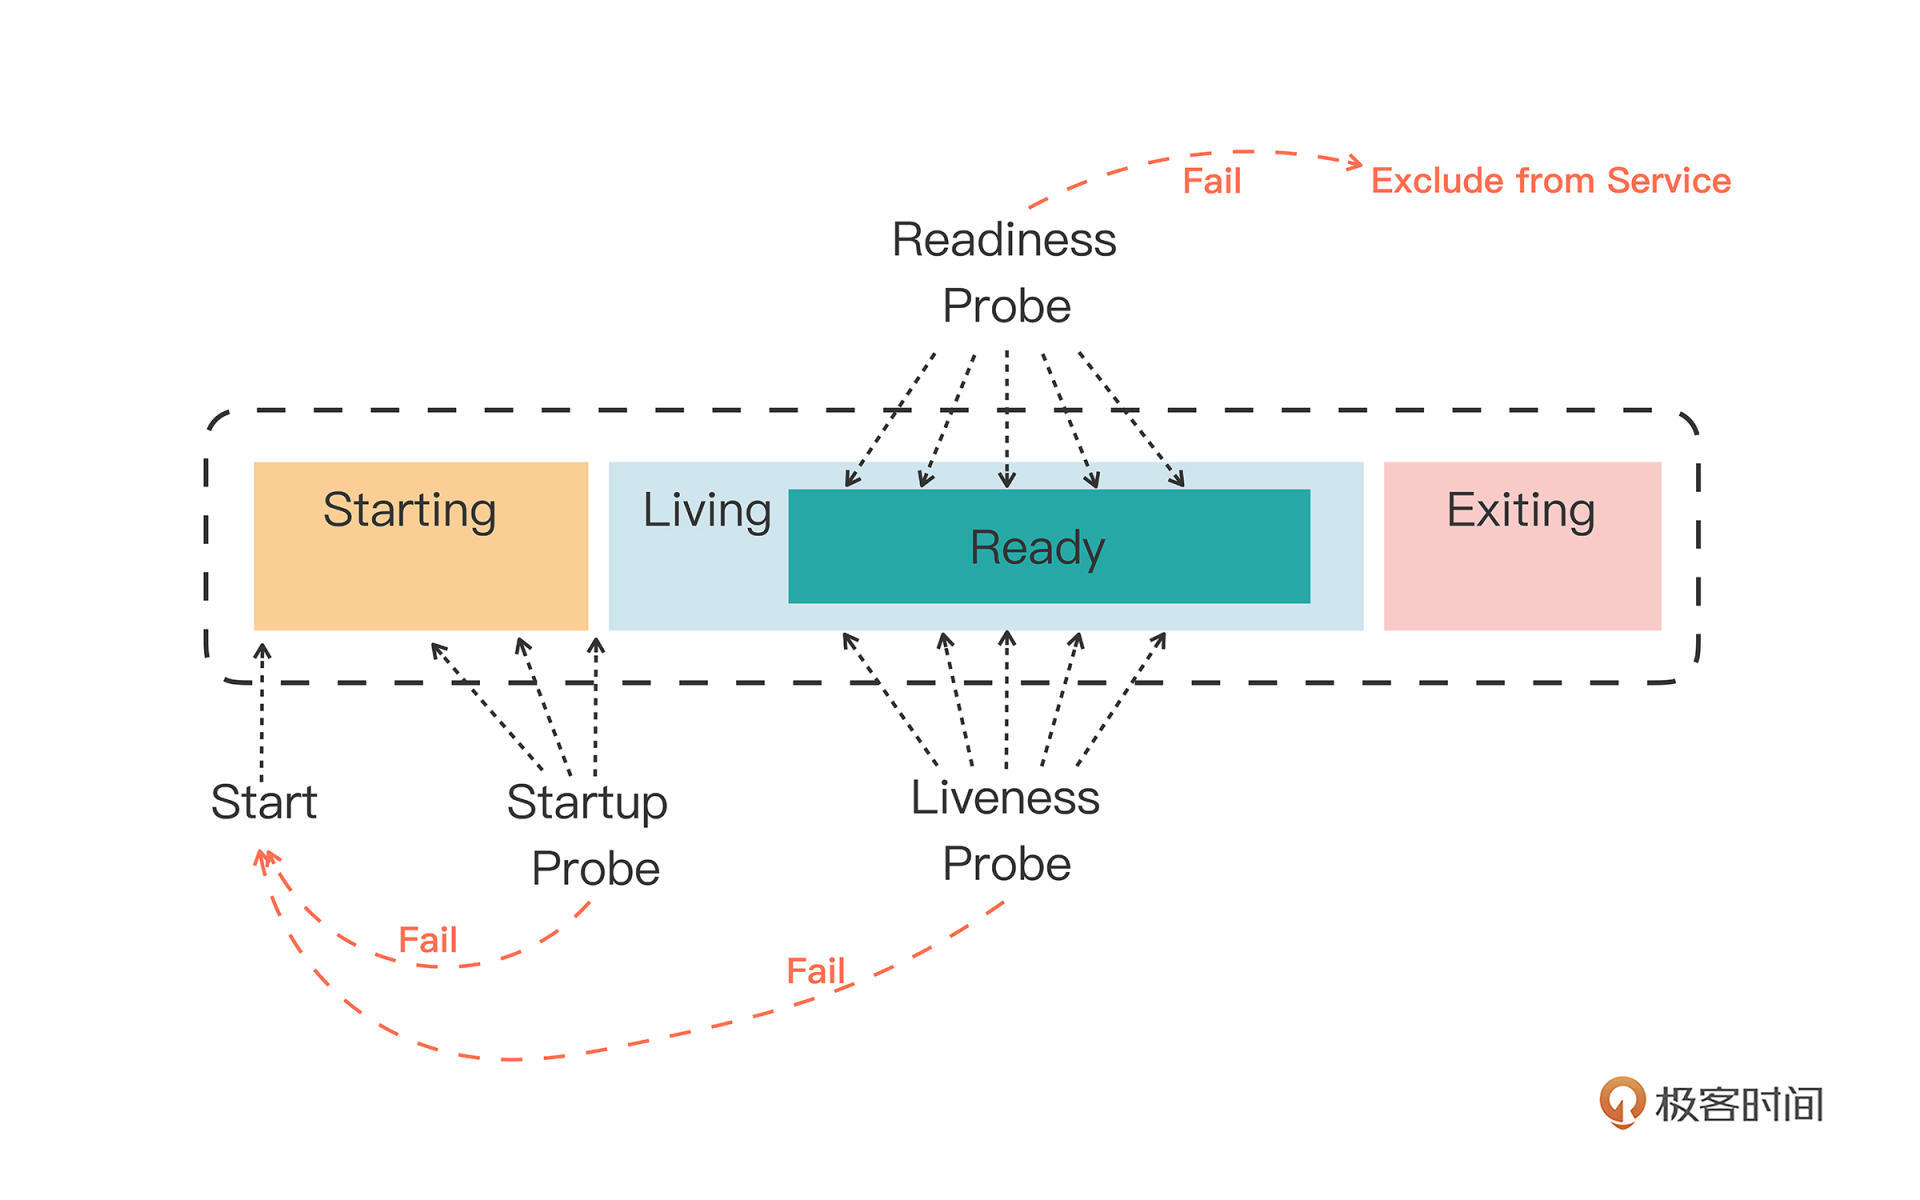 Fail
Exclude from Service
Readiness
Probe
Starting
Living
Ready
Exiting
Start
Startup
Probe
Liveness
Probe
Fail
Fail
极客时间